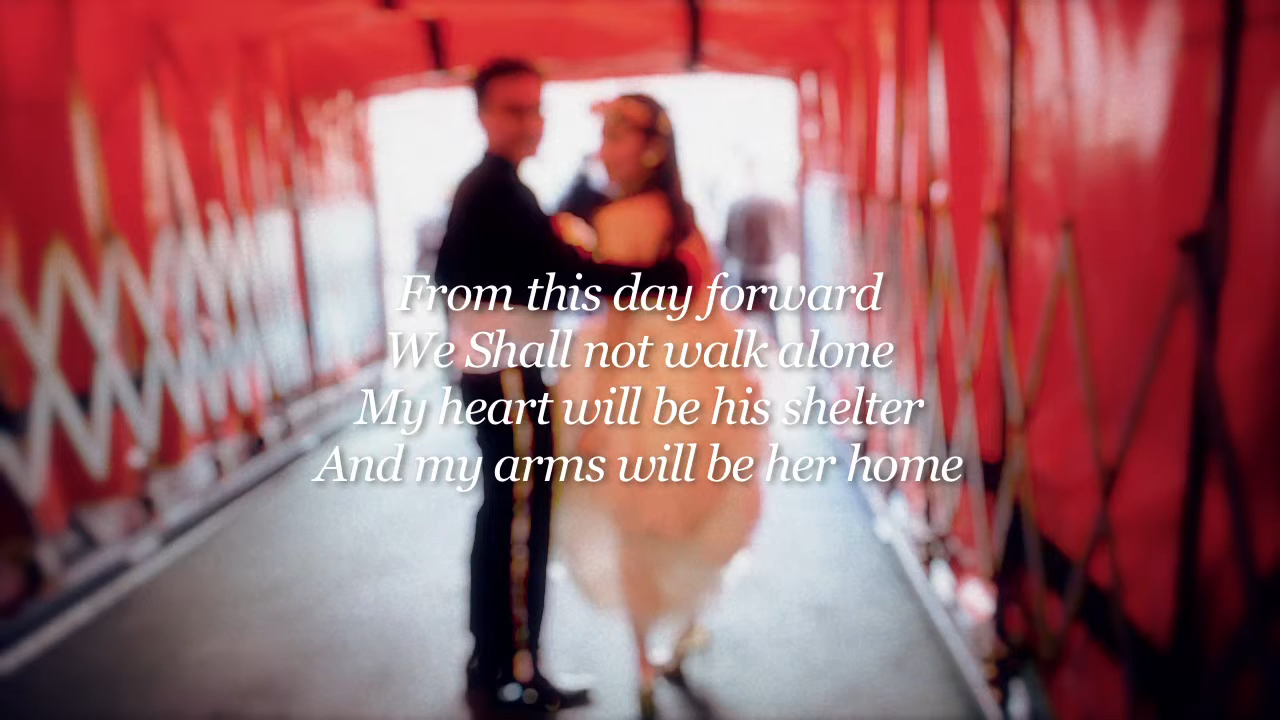 From this day forward
We Shall not walk alone
My heart will be his shelter
And my arms will be her home